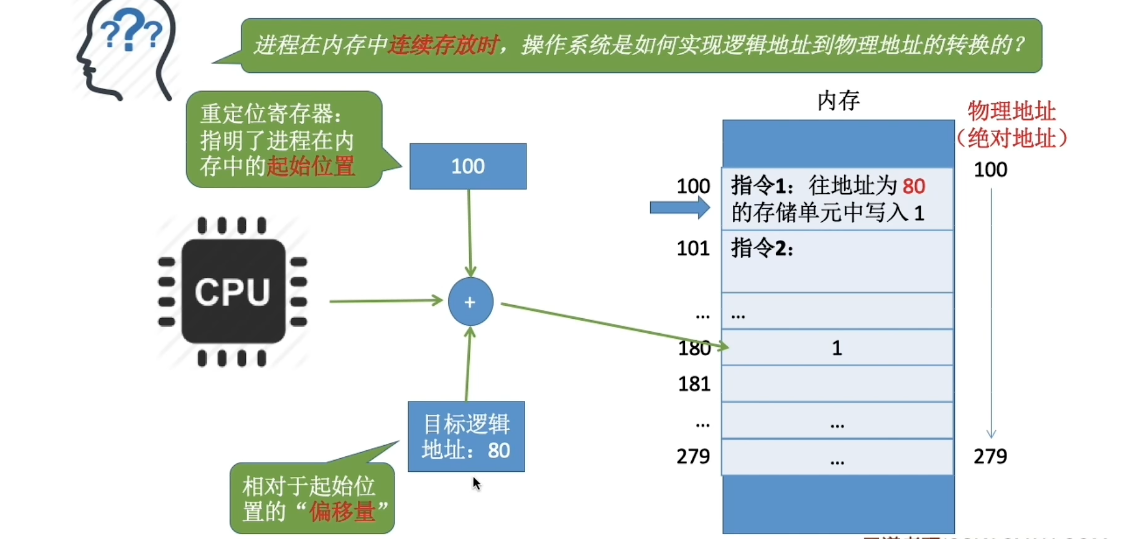 ???
进程在内存中连续存放时，操作系统是如何实现逻辑地址到物理地址的转换的？
重定位寄存器：
指明了进程在内
存中的起始位置
100
CPU
+
目标逻辑
地址：80
相对于起始位
置的“偏移量”
内存
物理地址
（绝对地址）
100
指令1：往地址为 80
的存储单元中写入 1
100
101
指令2：
...
...
180
1
181
...
...
279
...
279